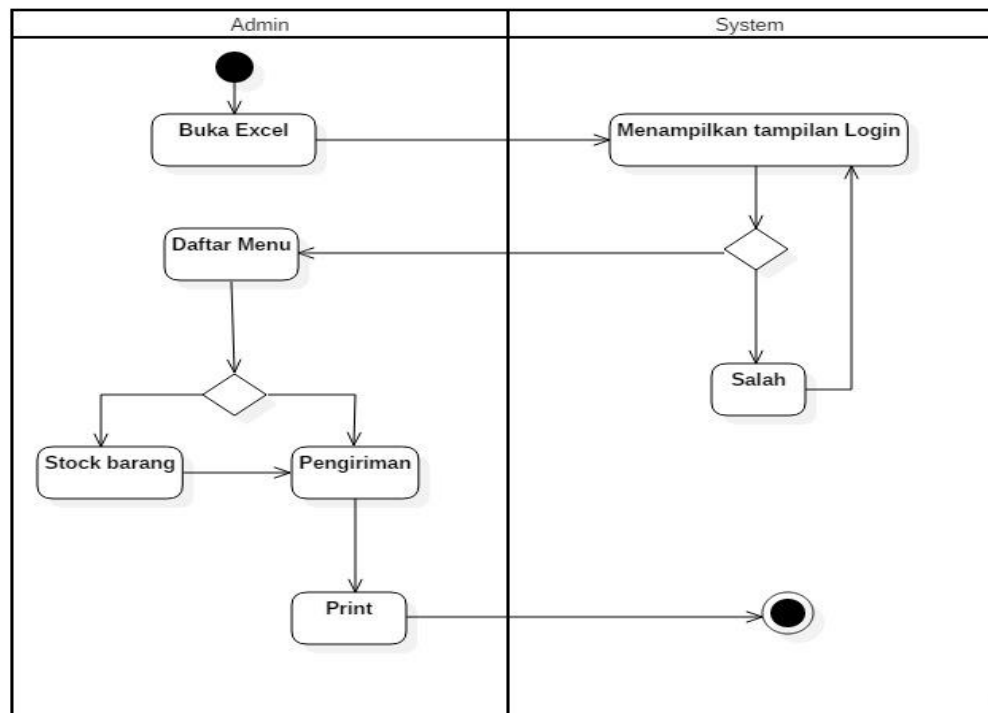 Admin
System
Buka Excel
Menampilkan tampilan Login
Daftar Menu
Salah
Stock barang
Pengiriman
Print